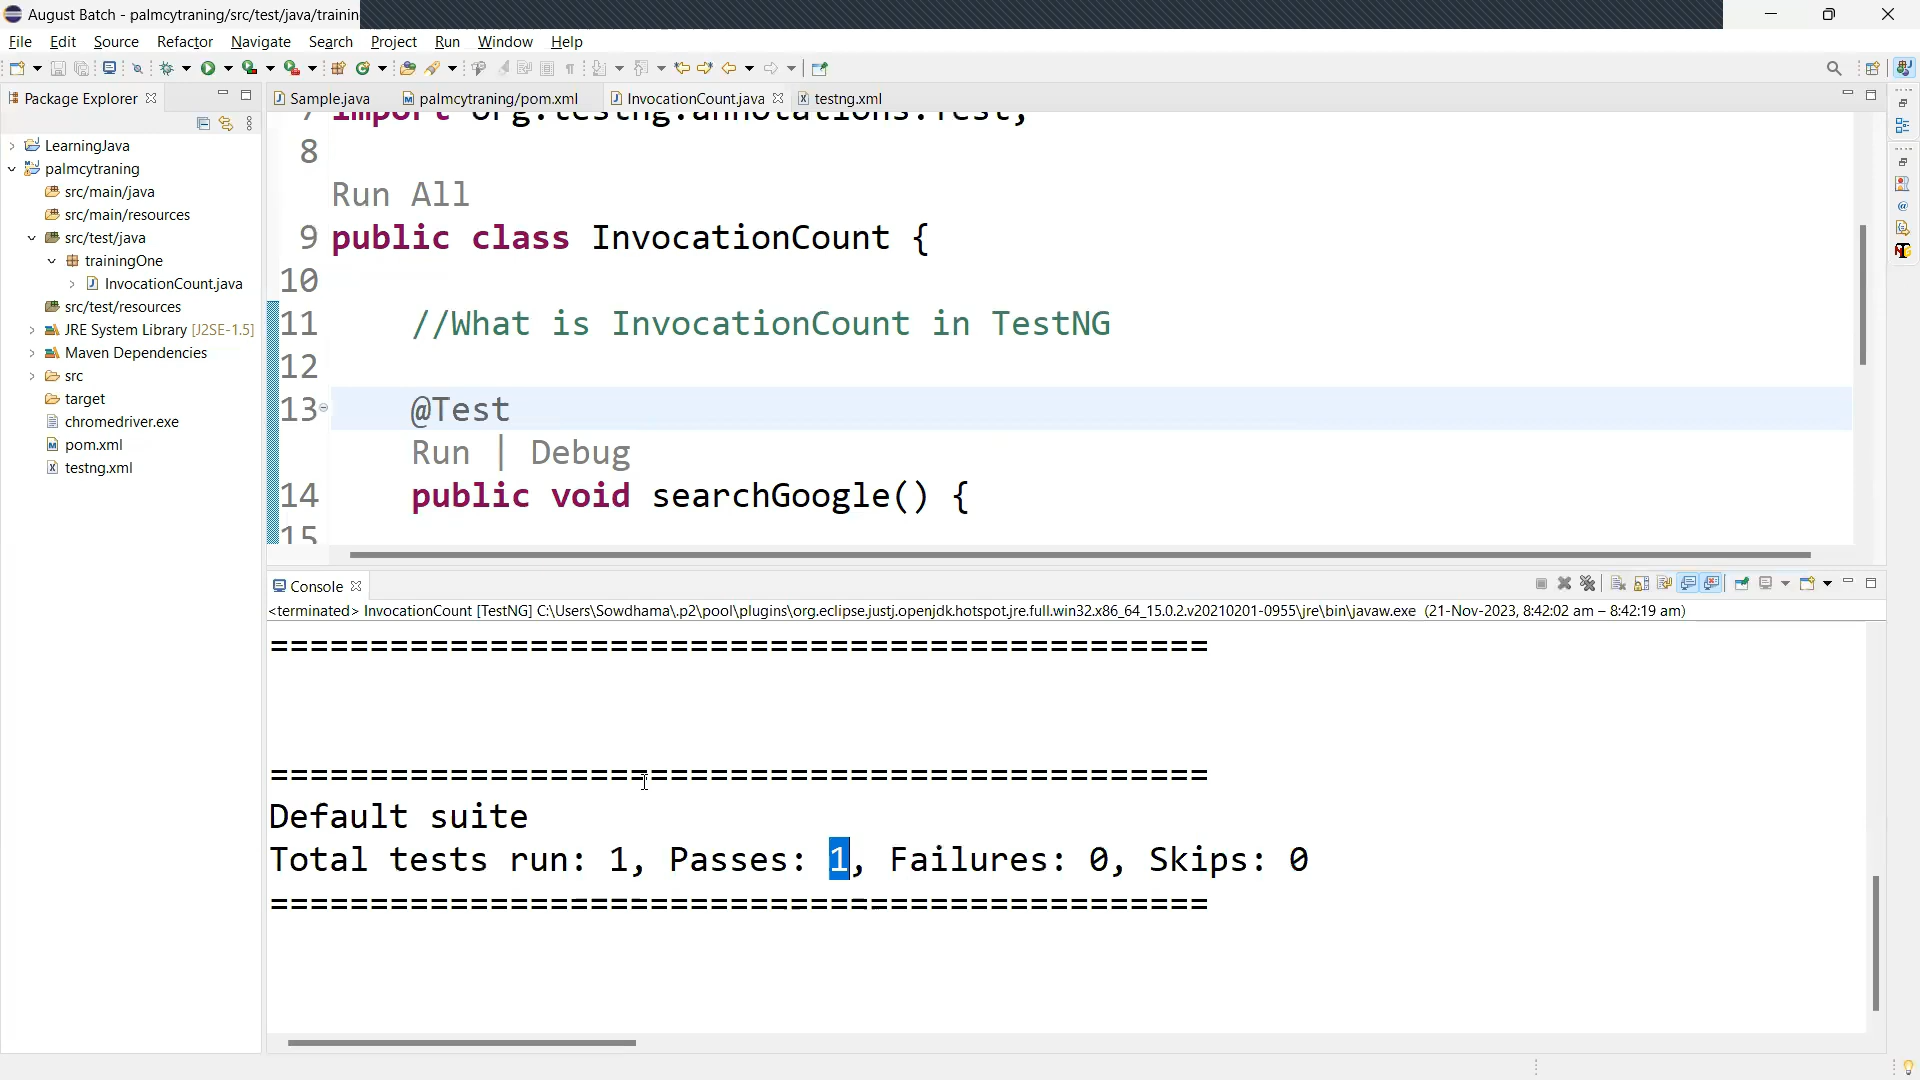 August Batch - palmcytraning/src/test/java/trainin
File Edit Source Refactor Navigate Search Project Run Window Help
Package Explorer
Sample.java palmcytraning/pom.xml InvocationCount.java testng.xml
LearningJava
palmcytraning
src/main/java
src/main/resources
src/test/java
trainingOne
InvocationCount.java
src/test/resources
JRE System Library [J2SE-1.5]
Maven Dependencies
src
target
chromedriver.exe
pom.xml
testng.xml
7 import org.testng.annotations.Test;
8
Run All
9 public class InvocationCount {
10
11 //What is InvocationCount in TestNG
12
13 @Test
Run | Debug
14 public void searchGoogle() {
15
Console
<terminated> InvocationCount [TestNG] C:\Users\Sowdhama\.p2\pool\plugins\org.eclipse.justj.openjdk.hotspot.jre.full.win32.x86_64_15.0.2.v20210201-0955\jre\bin\javaw.exe (21-Nov-2023, 8:42:02 am – 8:42:19 am)
===============================================
===============================================
Default suite
Total tests run: 1, Passes: 1, Failures: 0, Skips: 0
===============================================